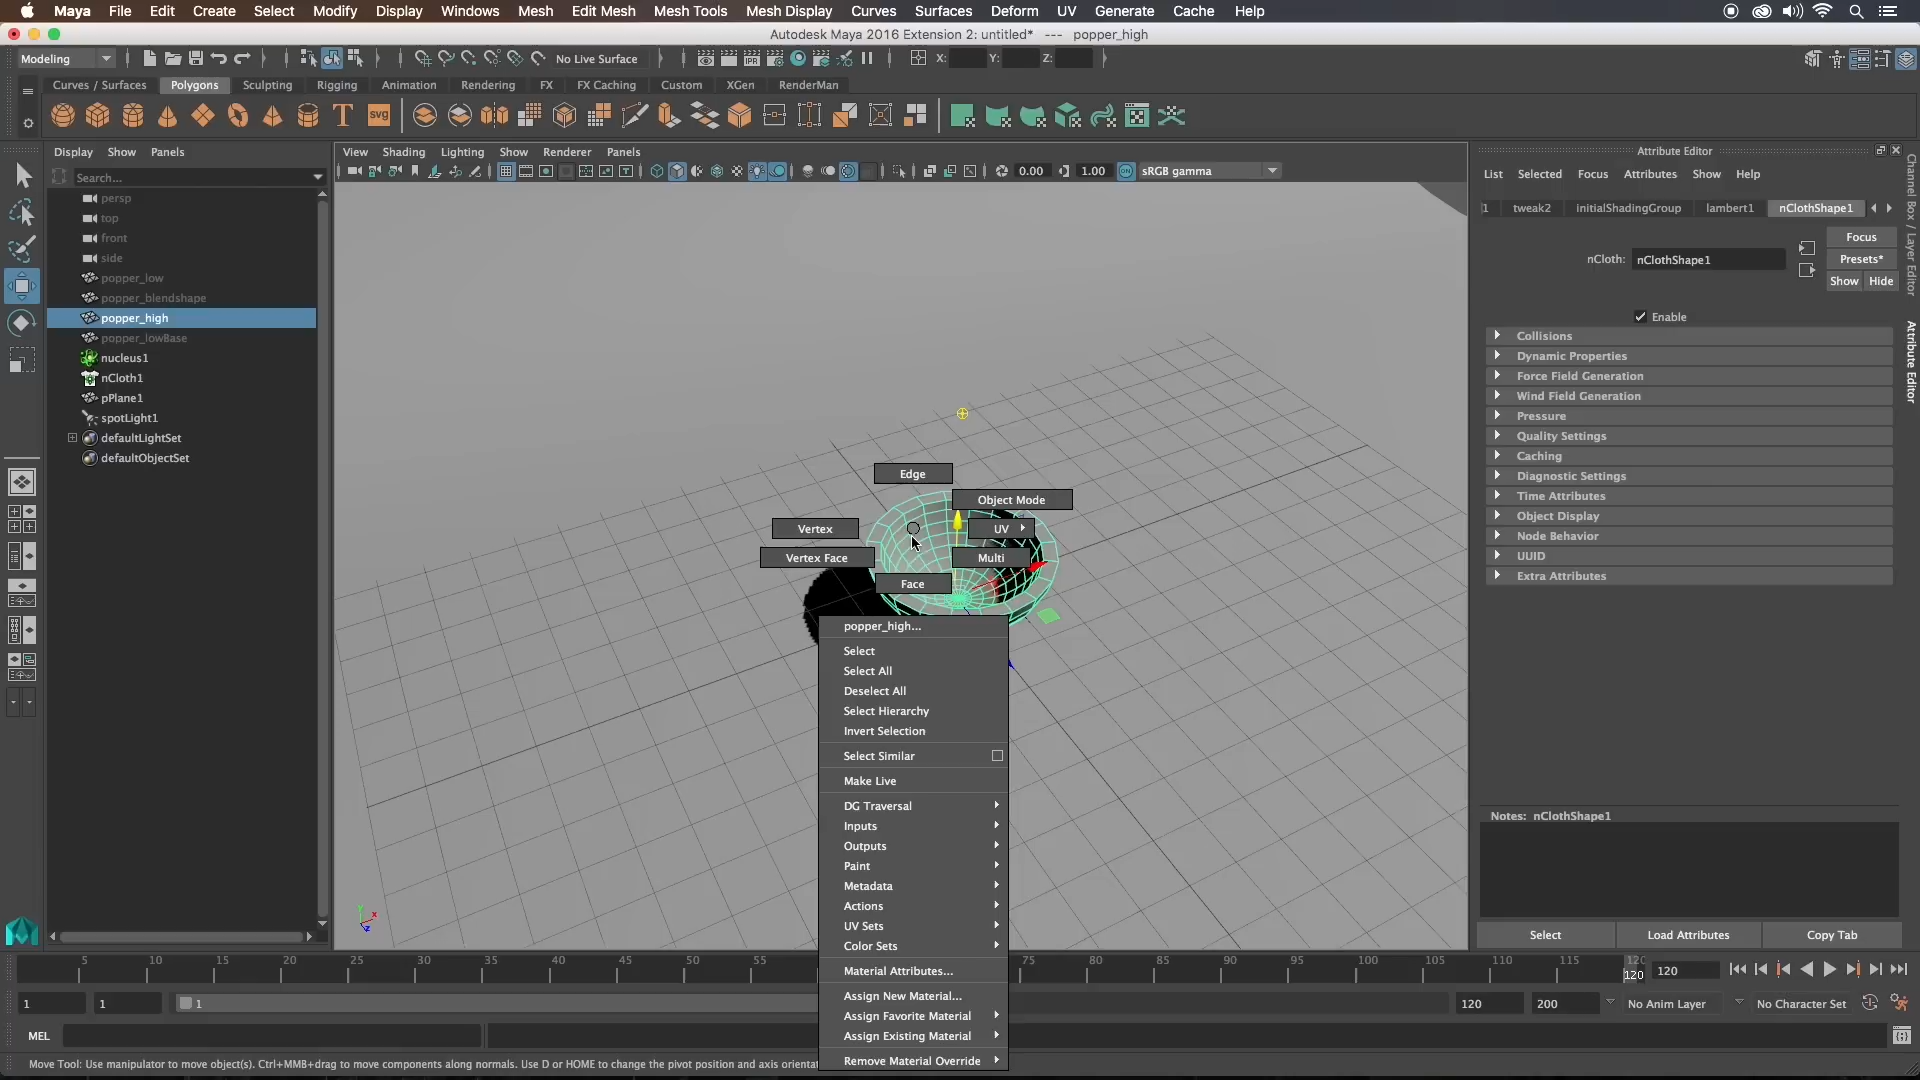 Maya File Edit Create Select Modify Display Windows Mesh Edit Mesh Mesh Tools Mesh Display Curves Surfaces Deform UV Generate Cache Help
Autodesk Maya 2016 Extension 2: untitled* --- popper_high
Modeling No Live Surface X: Y: Z:
Curves / Surfaces Polygons Sculpting Rigging Animation Rendering FX FX Caching Custom XGen RenderMan
T SVG
Display Show Panels
Search...
persp
top
front
side
popper_low
popper_blendshape
popper_high
popper_lowBase
nucleus1
nCloth1
pPlane1
spotLight1
defaultLightSet
defaultObjectSet
View Shading Lighting Show Renderer Panels
0.00 1.00 ON sRGB gamma
Edge
Object Mode
Vertex UV
Vertex Face Multi
Face
popper_high...
Select
Select All
Deselect All
Select Hierarchy
Invert Selection
Select Similar
Make Live
DG Traversal
Inputs
Outputs
Paint
Metadata
Actions
UV Sets
Color Sets
Material Attributes...
Assign New Material...
Assign Favorite Material
Assign Existing Material
Remove Material Override
Attribute Editor
List Selected Focus Attributes Show Help
1 tweak2 initialShadingGroup lambert1 nClothShape1
Focus
nCloth: nClothShape1 Presets*
Show Hide
Enable
Collisions
Dynamic Properties
Force Field Generation
Wind Field Generation
Pressure
Quality Settings
Caching
Diagnostic Settings
Time Attributes
Object Display
Node Behavior
UUID
Extra Attributes
Notes: nClothShape1
Select Load Attributes Copy Tab
Channel Box / Layer Editor
Attribute Editor
5 10 15 20 25 30 35 40 45 50 55 75 80 85 90 95 100 105 110 115 120
120 120
1 1 1 120 200 No Anim Layer No Character Set
MEL
Move Tool: Use manipulator to move object(s). Ctrl+MMB+drag to move components along normals. Use D or HOME to change the pivot position and axis orienta